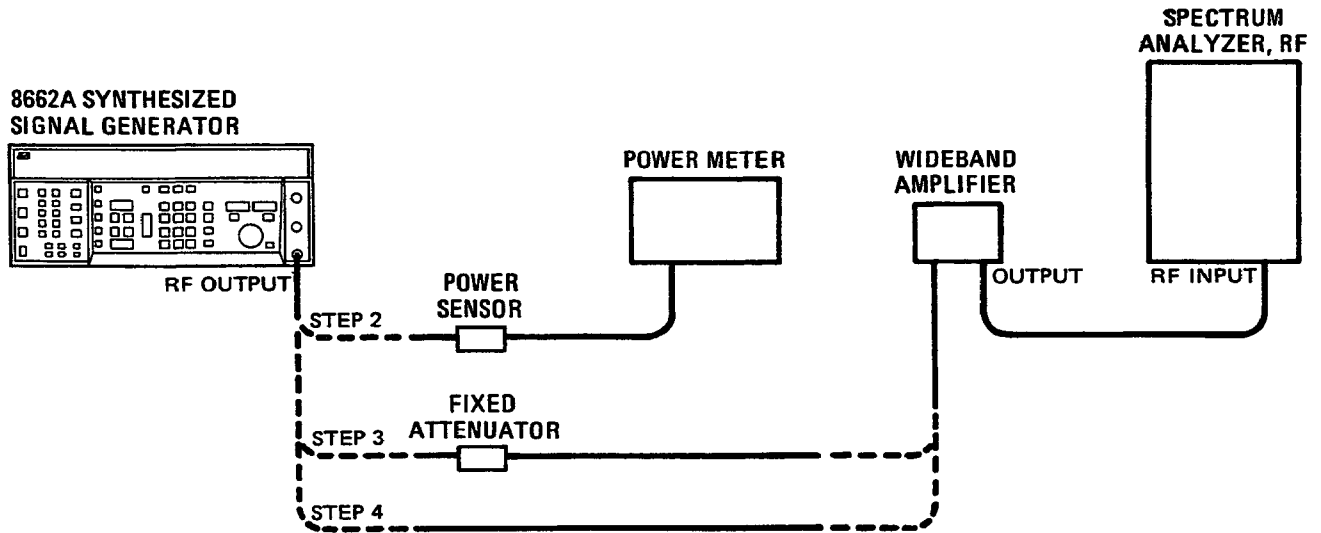 SPECTRUM
ANALYZER, RF
8662A SYNTHESIZED
SIGNAL GENERATOR
POWER METER
WIDEBAND
AMPLIFIER
RF OUTPUT
POWER
SENSOR
OUTPUT
RF INPUT
STEP 2
FIXED
ATTENUATOR
STEP 3
STEP 4